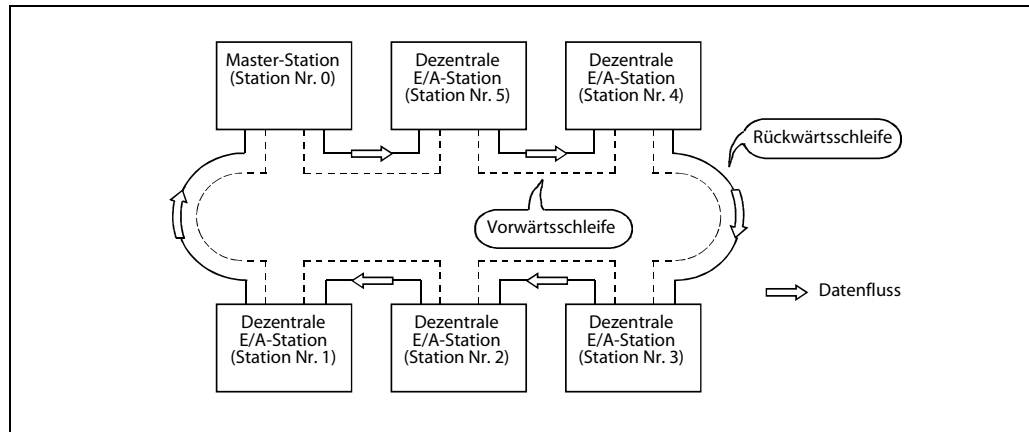 Master-Station
(Station Nr. 0)
Dezentrale
E/A-Station
(Station Nr. 5)
Dezentrale
E/A-Station
(Station Nr. 4)
Rückwärtsschleife
Vorwärtsschleife
Datenfluss
Dezentrale
E/A-Station
(Station Nr. 1)
Dezentrale
E/A-Station
(Station Nr. 2)
Dezentrale
E/A-Station
(Station Nr. 3)